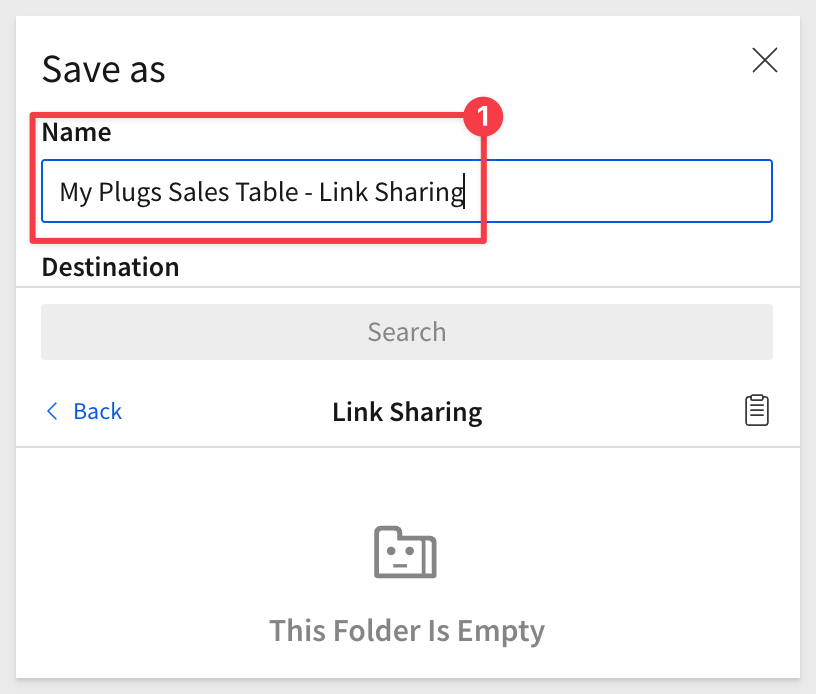 Save as
1
Name
My Plugs Sales Table - Link Sharing
Destination
Search
Back
Link Sharing
This Folder Is Empty